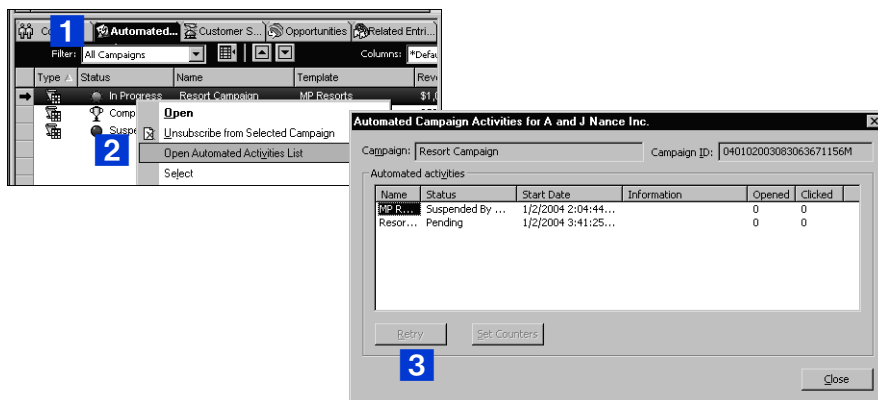 Co 1 Automated... Customer S... Opportunities Related Entri...
Filter: All Campaigns Columns: *Defau
Type Status Name Template Rev
In Progress Resort Campaign MP Resorts $1,0
Comp Open
Suspe Unsubscribe from Selected Campaign
2 Open Automated Activities List
Select
Automated Campaign Activities for A and J Nance Inc.
Campaign: Resort Campaign Campaign ID: 040102003083063671156M
Automated activities
Name Status Start Date Information Opened Clicked
MP R... Suspended By ... 1/2/2004 2:04:44... 0 0
Resor... Pending 1/2/2004 3:41:25... 0 0
Retry Set Counters
3
Close